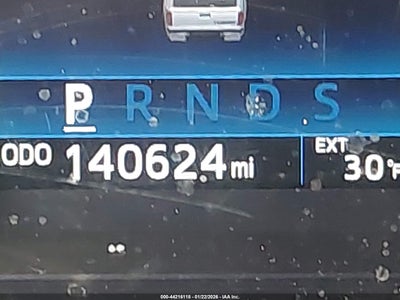 P R N D S
ODO 140624 mi
EXT
30°F
000-44216118 - 01/22/2026 - IAA Inc.